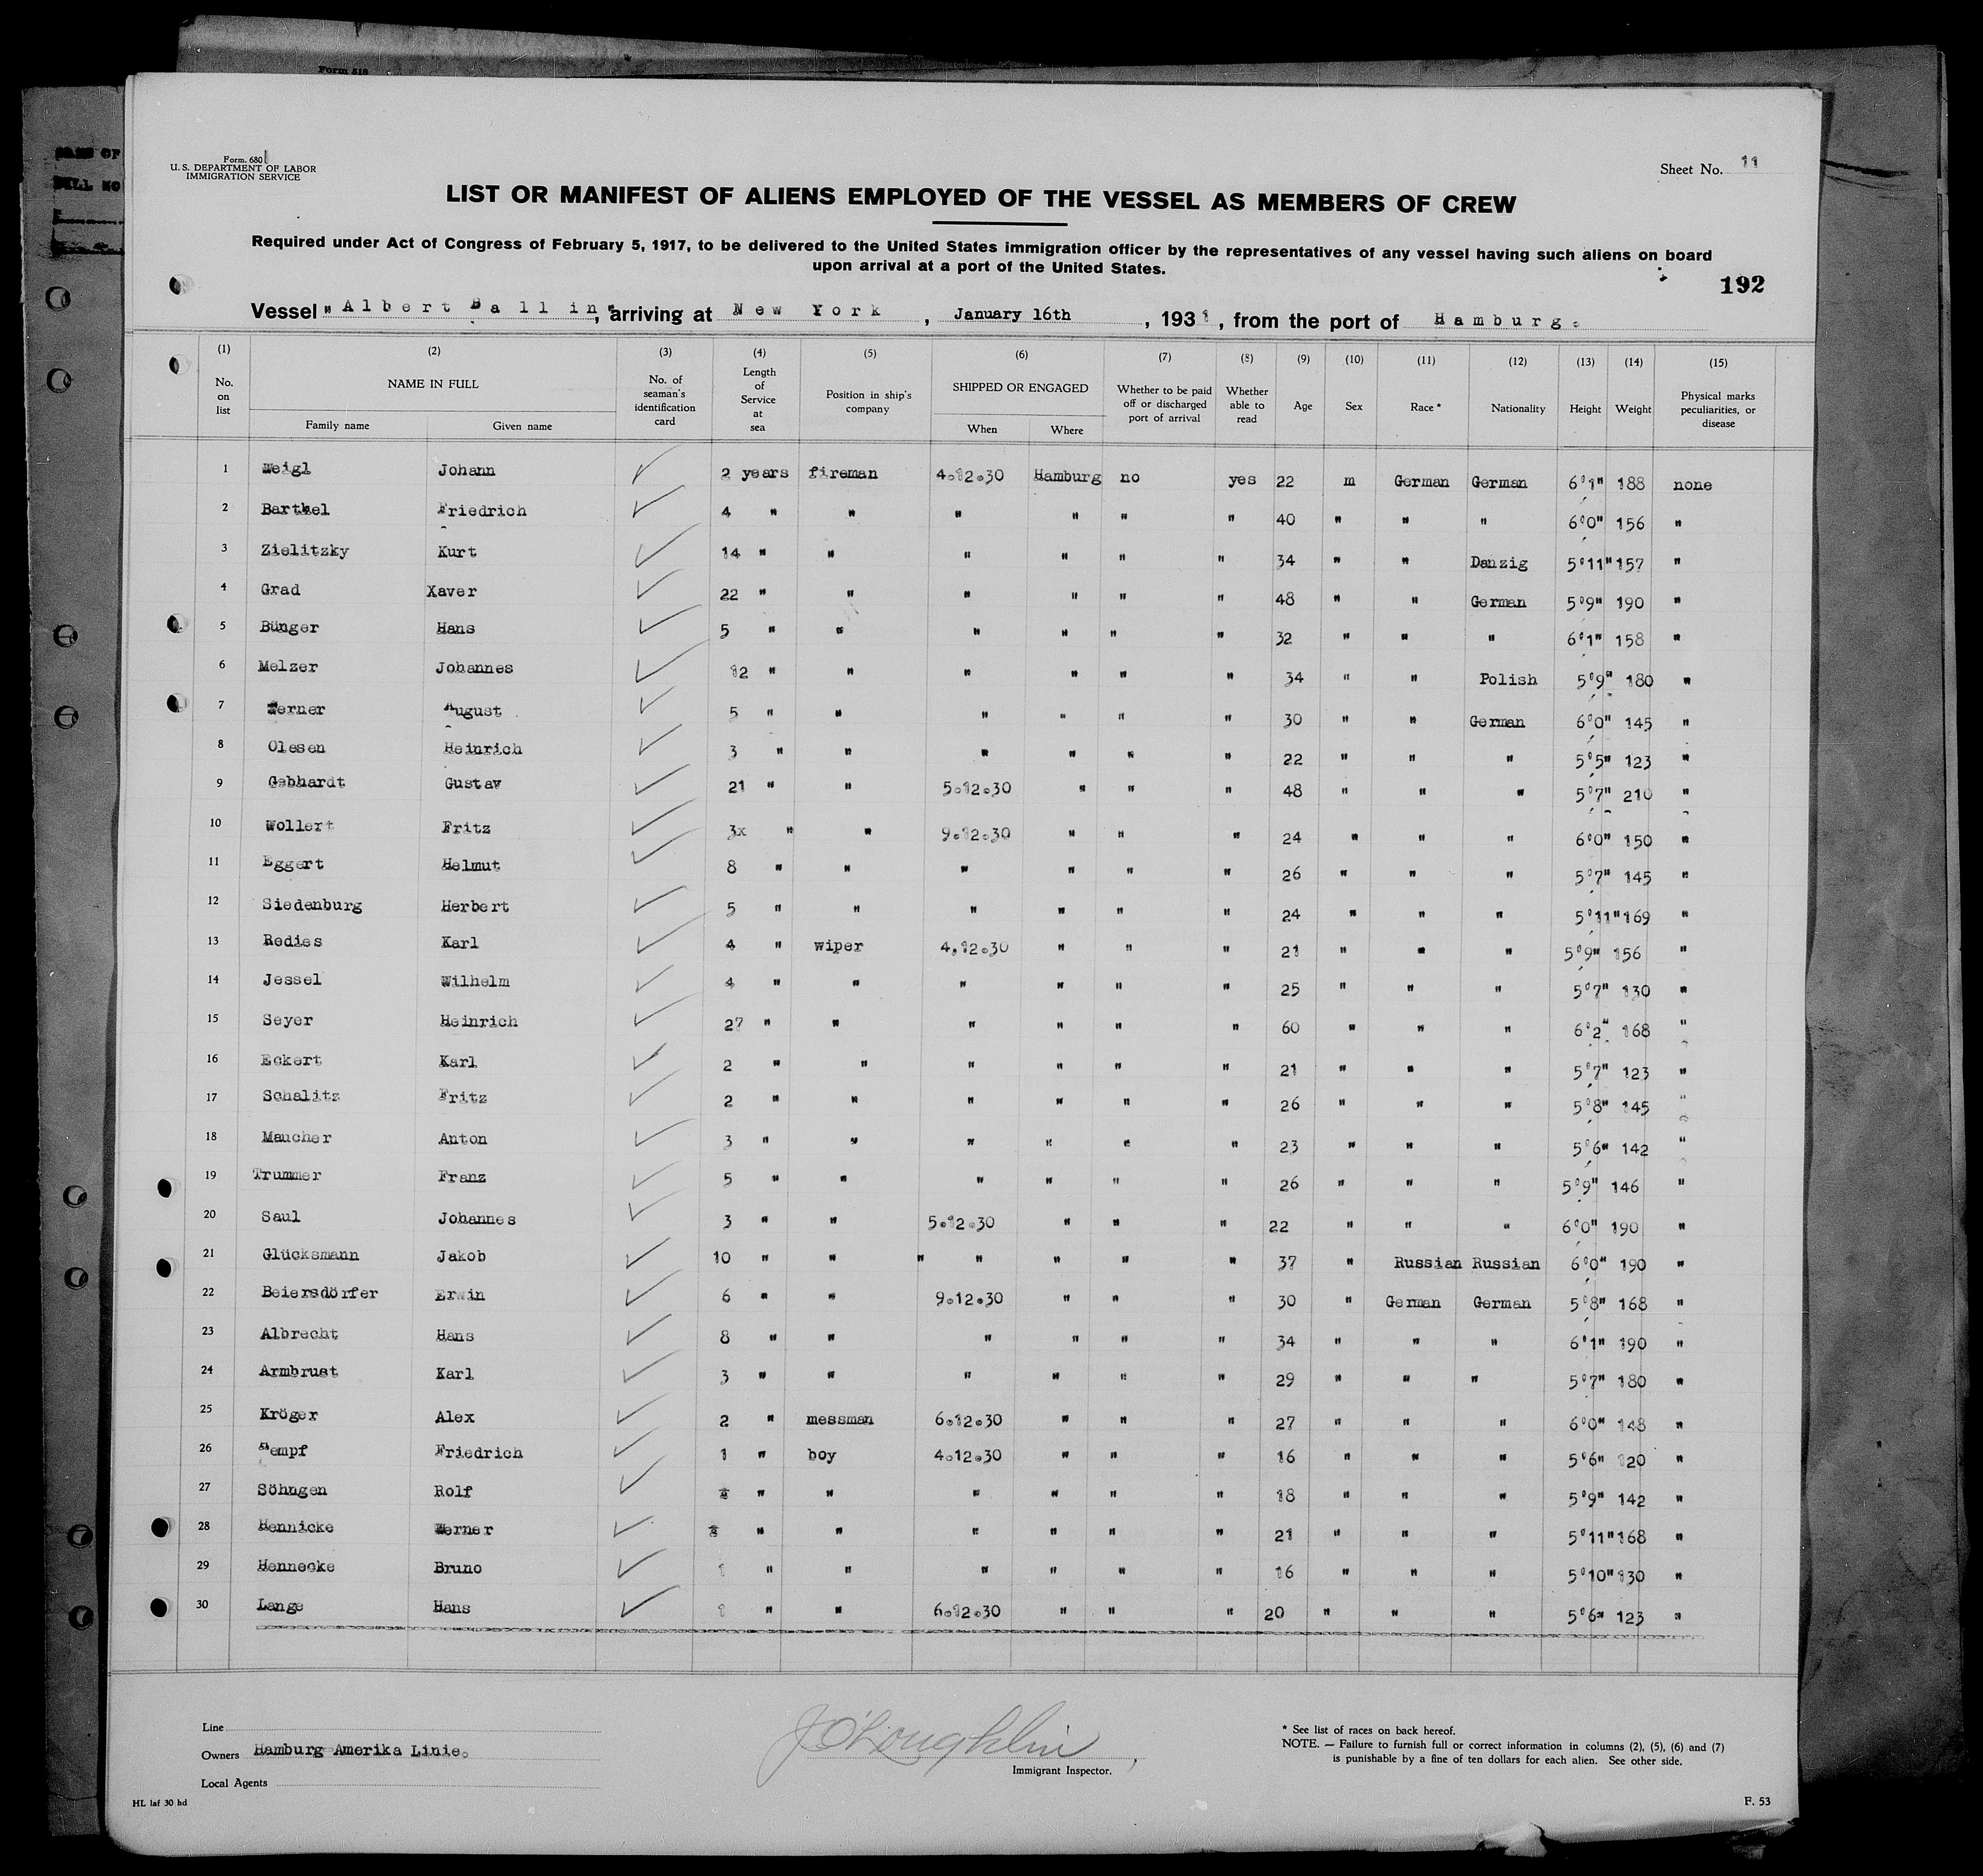 Form 518
Form. 680
U. S. DEPARTMENT OF LABOR
IMMIGRATION SERVICE
Sheet No. 11
LIST OR MANIFEST OF ALIENS EMPLOYED OF THE VESSEL AS MEMBERS OF CREW
Required under Act of Congress of February 5, 1917, to be delivered to the United States immigration officer by the representatives of any vessel having such aliens on board
upon arrival at a port of the United States.
192
Vessel "Albert Ballin", arriving at New York, January 16th, 1931, from the port of Hamburg.
(1) (2) (3) (4) (5) (6) (7) (8) (9) (10) (11) (12) (13) (14) (15)
No. on list NAME IN FULL Family name Given name No. of seaman's identification card Length of Service at sea Position in ship's company SHIPPED OR ENGAGED When Where Whether to be paid off or discharged port of arrival Whether able to read Age Sex Race * Nationality Height Weight Physical marks peculiarities, or disease
1 Weigl Johann ✓ 2 years fireman 4.12.30 Hamburg no yes 22 m German German 6'1" 188 none
2 Barthel Friedrich ✓ 4 " " " " " " 40 " " " 6'0" 156 "
3 Zielitzky Kurt ✓ 14 " " " " " " 34 " " Danzig 5'11" 157 "
4 Grad Xaver ✓ 22 " " " " " " 48 " " German 5'9" 190 "
5 Bünger Hans ✓ 5 " " " " " " 32 " " " 6'1" 158 "
6 Melzer Johannes ✓ 12 " " " " " " 34 " " Polish 5'9" 180 "
7 Zerner August ✓ 5 " " " " " " 30 " " German 6'0" 145 "
8 Olesen Heinrich ✓ 3 " " " " " " 22 " " " 5'5" 123 "
9 Gebhardt Gustav ✓ 21 " " 5.12.30 " " " 48 " " " 5'7" 210 "
10 Wollert Fritz ✓ 3x " " 9.12.30 " " " 24 " " " 6'0" 150 "
11 Eggert Helmut ✓ 8 " " " " " " 26 " " " 5'7" 145 "
12 Siedenburg Herbert ✓ 5 " " " " " " 24 " " " 5'11" 169 "
13 Redies Karl ✓ 4 " wiper 4.12.30 " " " 21 " " " 5'9" 156 "
14 Jessel Wilhelm ✓ 4 " " " " " " 25 " " " 5'7" 130 "
15 Seyer Heinrich ✓ 27 " " " " " " 60 " " " 6'2" 168 "
16 Eckert Karl ✓ 2 " " " " " " 21 " " " 5'7" 123 "
17 Schalitz Fritz ✓ 2 " " " " " " 26 " " " 5'8" 145 "
18 Maucher Anton ✓ 3 " " " " " " 23 " " " 5'6" 142 "
19 Trummer Franz ✓ 5 " " " " " " 26 " " " 5'9" 146 "
20 Saul Johannes ✓ 3 " " 5.12.30 " " " 22 " " " 6'0" 190 "
21 Glücksmann Jakob ✓ 10 " " " " " " " 37 " Russian Russian 6'0" 190 "
22 Beiersdörfer Erwin ✓ 6 " " 9.12.30 " " " 30 " German German 5'8" 168 "
23 Albrecht Hans ✓ 8 " " " " " " 34 " " " 6'1" 190 "
24 Armbrust Karl ✓ 3 " " " " " " 29 " " " 5'7" 180 "
25 Kröger Alex ✓ 2 " messman 6.12.30 " " " 27 " " " 6'0" 148 "
26 Hempf Friedrich ✓ 1 " boy 4.12.30 " " " 16 " " " 5'6" 120 "
27 Söhngen Rolf ✓ " " " " " " 18 " " " 5'9" 142 "
28 Hennicke Werner ✓ " " " " " " 21 " " " 5'11" 168 "
29 Hennecke Bruno ✓ 1 " " " " " " 16 " " " 5'10" 130 "
30 Lange Hans ✓ 1 " " 6.12.30 " " " 20 " " " 5'6" 123 "
Line
Owners Hamburg Amerika Linie.
Local Agents
J O'Loughlin
Immigrant Inspector.
* See list of races on back hereof.
NOTE. — Failure to furnish full or correct information in columns (2), (5), (6) and (7)
is punishable by a fine of ten dollars for each alien. See other side.
HL laf 30 hd
F. 53